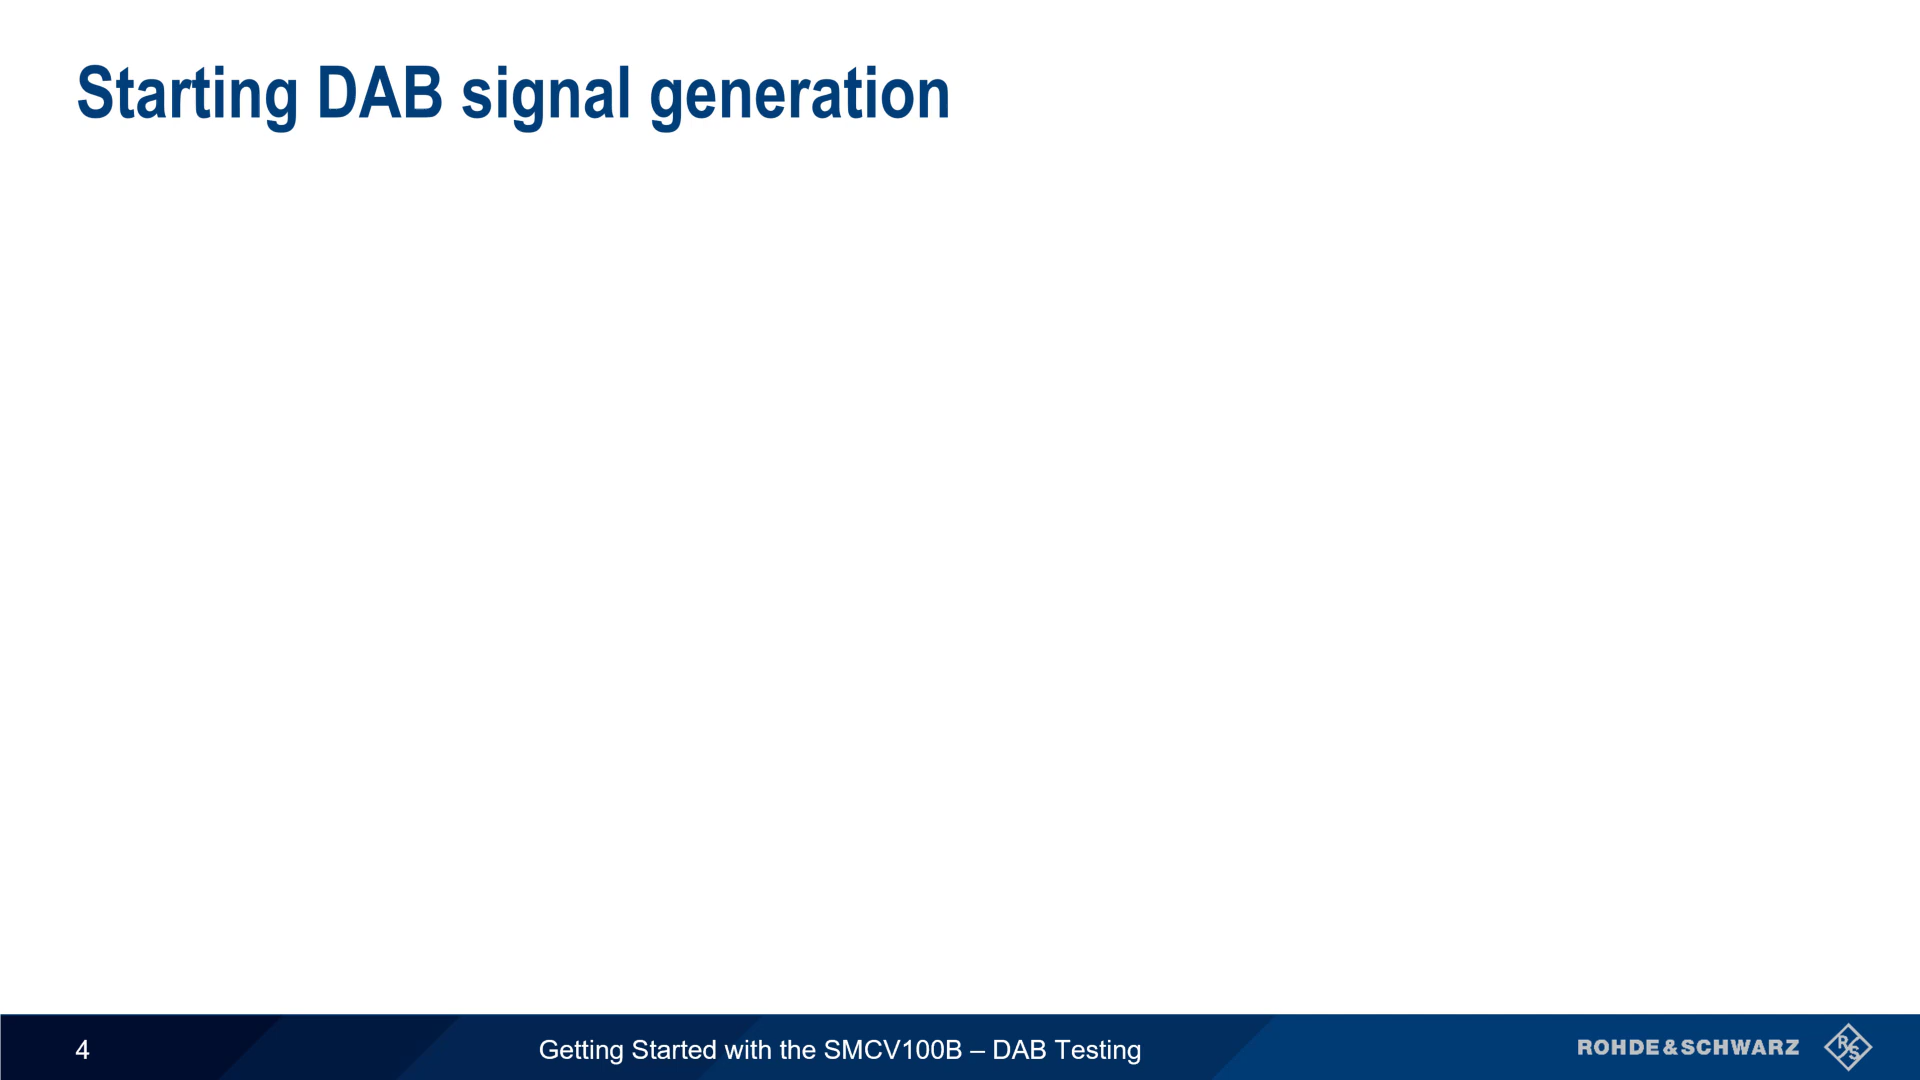 Starting DAB signal generation
4
Getting Started with the SMCV100B – DAB Testing
ROHDE&SCHWARZ
R&S